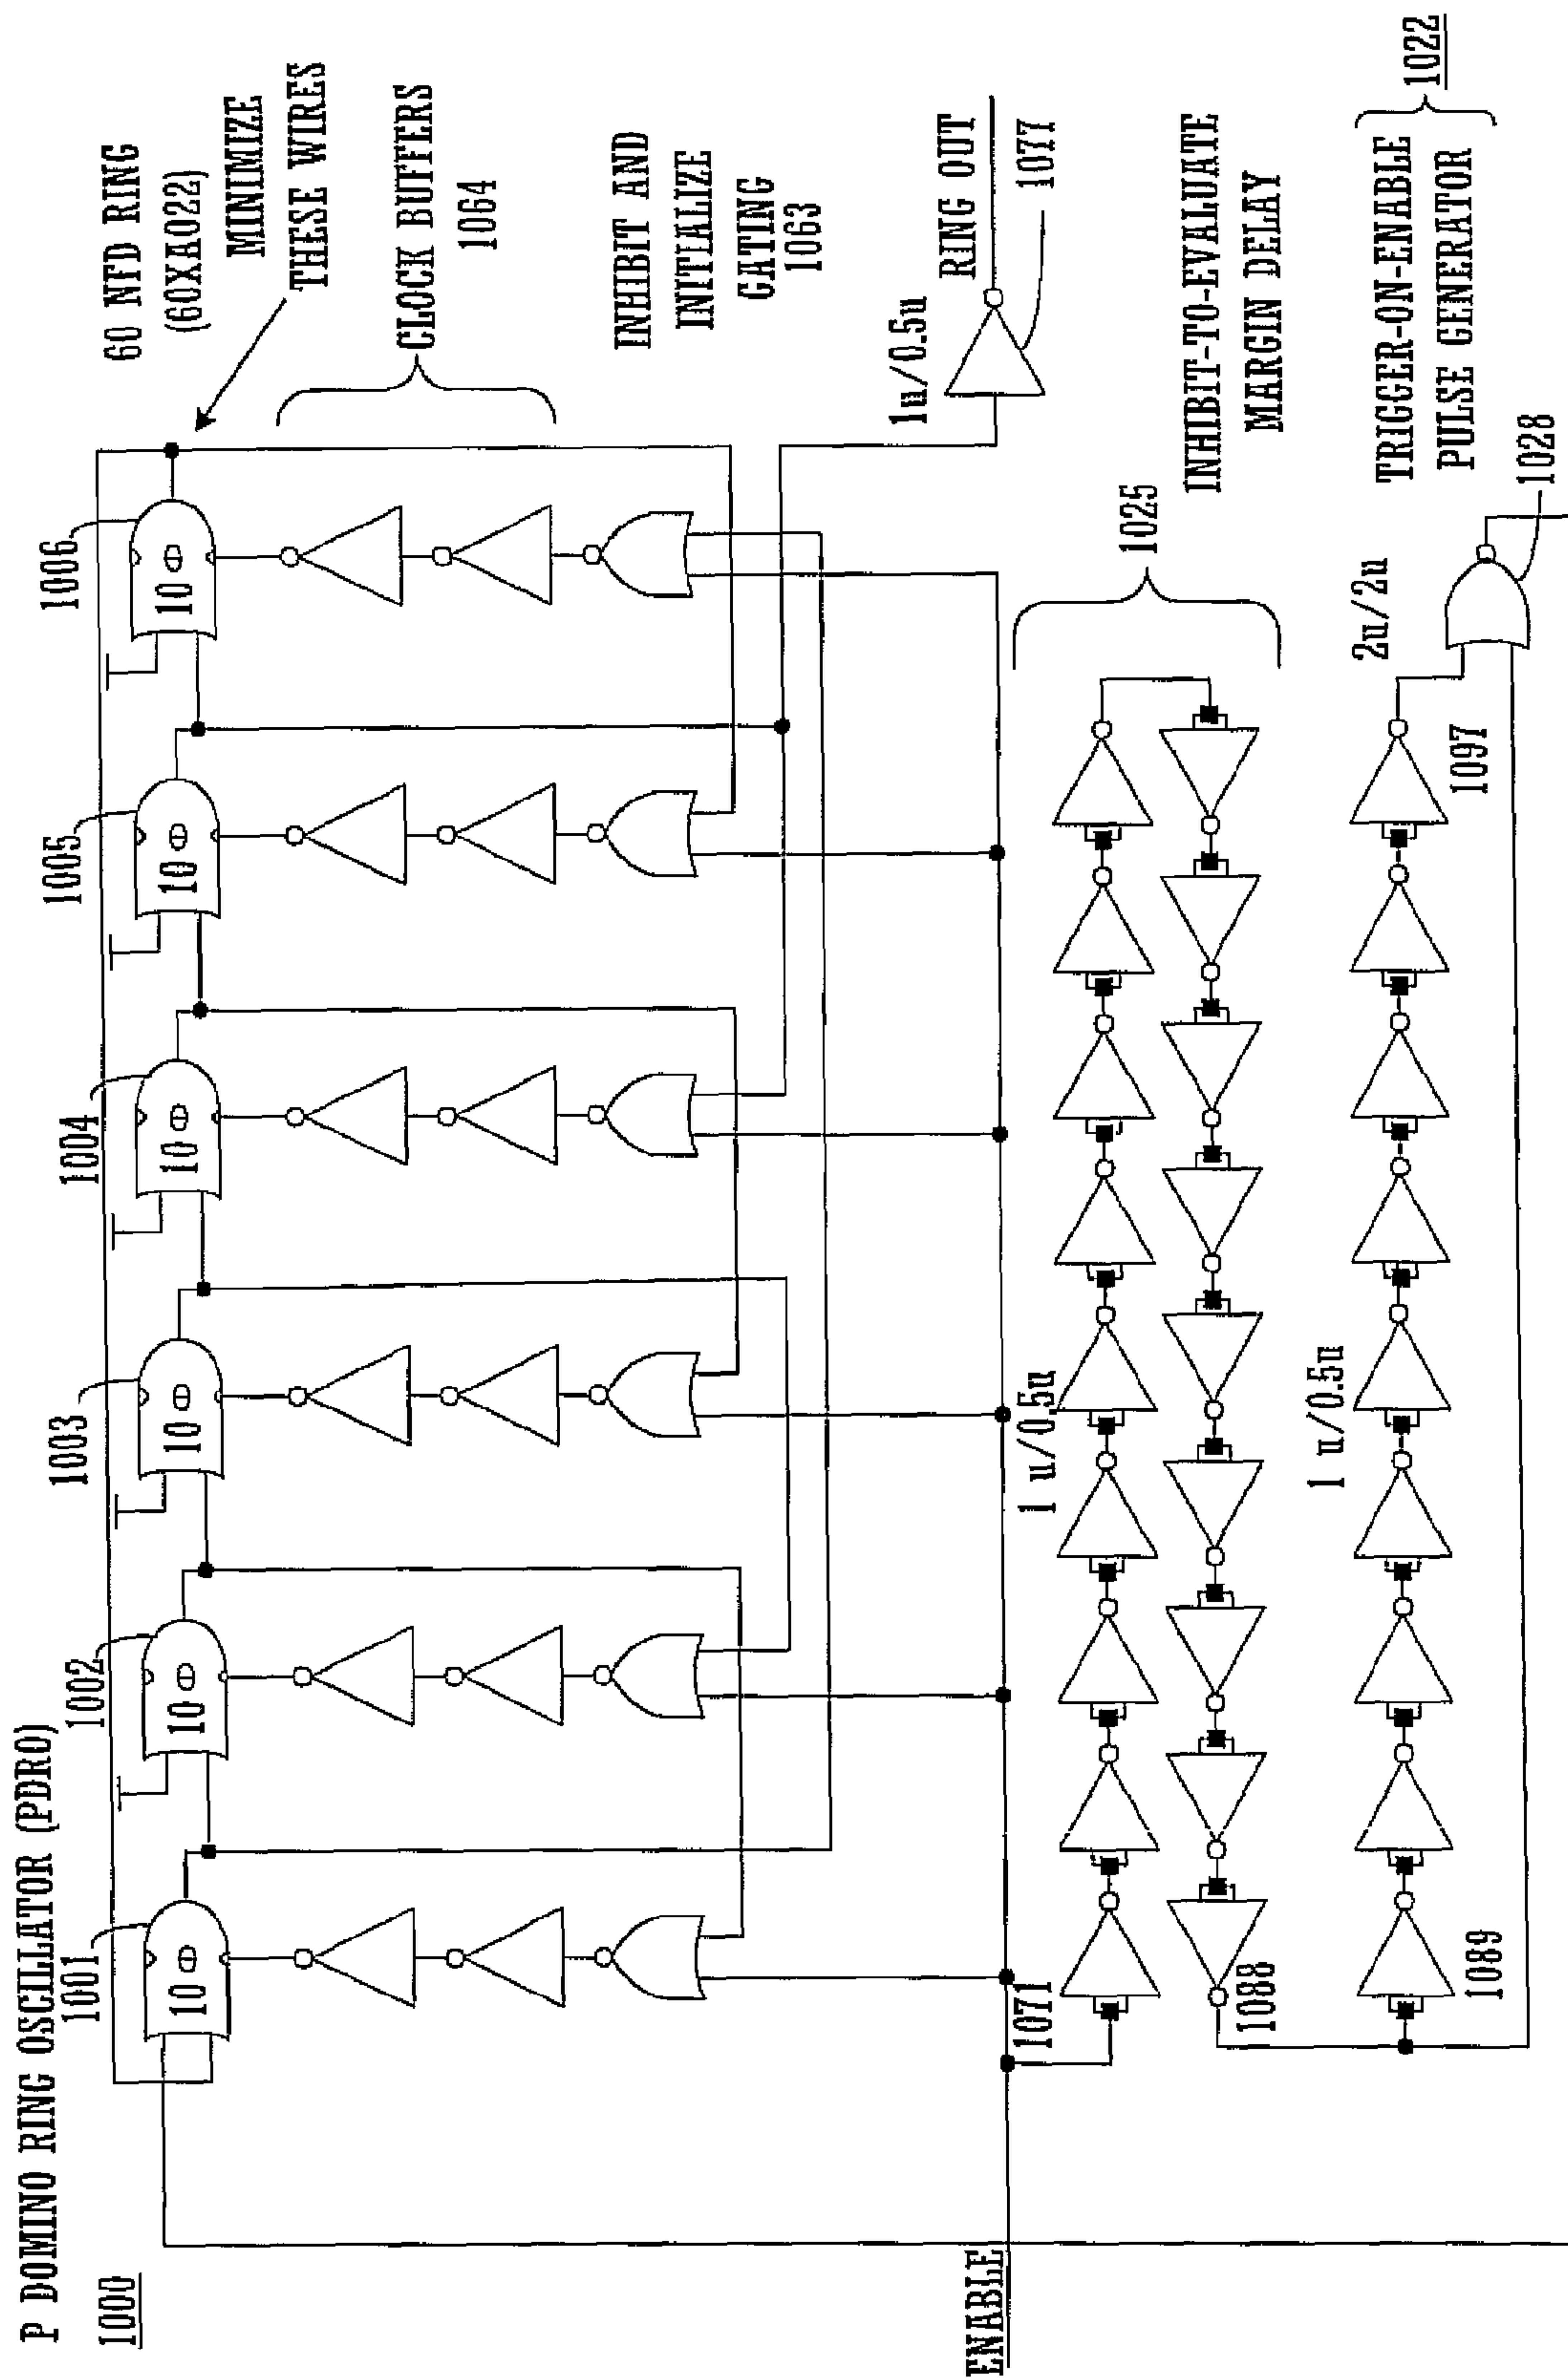 P DOMINO RING OSCILLATOR (PDRO)
1000
1001
1002
1003
1004
1005
1006
10 θ
10 θ
10 θ
10 θ
10 θ
10 θ
60 NFD RING
(60XA022)
MINIMIZE
THESE WIRES
CLOCK BUFFERS
1064
INHIBIT AND
INITIALIZE
GATING
1063
1u/0.5u
RING OUT
1077
ENABLE
1071
1 u/0.5u
1025
INHIBIT-TO-EVALUATE
MARGIN DELAY
1088
1 u/0.5u
1089
1097
2u/2u
TRIGGER-ON-ENABLE
PULSE GENERATOR
1022
1028